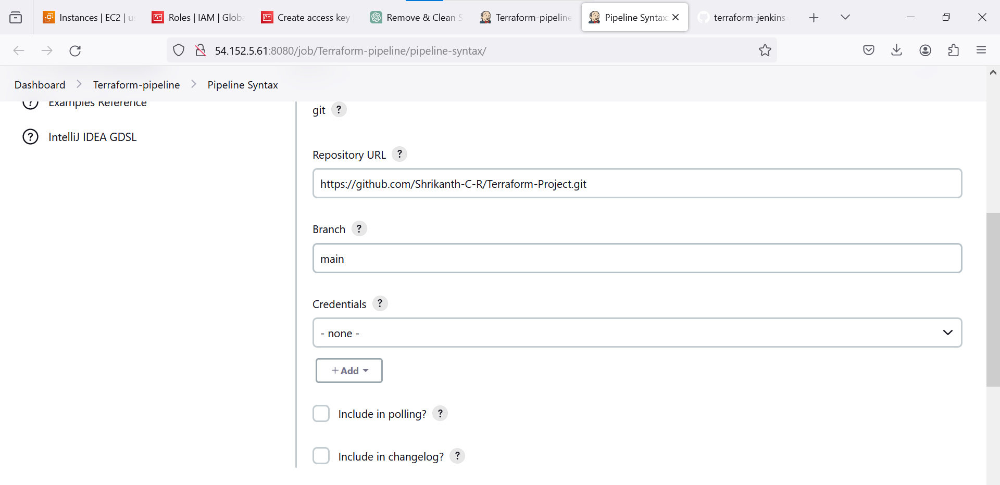 Instances | EC2 | us
Roles | IAM | Globa
Create access key
Remove & Clean S
Terraform-pipeline
Pipeline Syntax:
terraform-jenkins-
54.152.5.61:8080/job/Terraform-pipeline/pipeline-syntax/
Dashboard > Terraform-pipeline > Pipeline Syntax
? Examples Reference
? IntelliJ IDEA GDSL
git ?
Repository URL ?
https://github.com/Shrikanth-C-R/Terraform-Project.git
Branch ?
main
Credentials ?
- none -
+ Add
Include in polling? ?
Include in changelog? ?